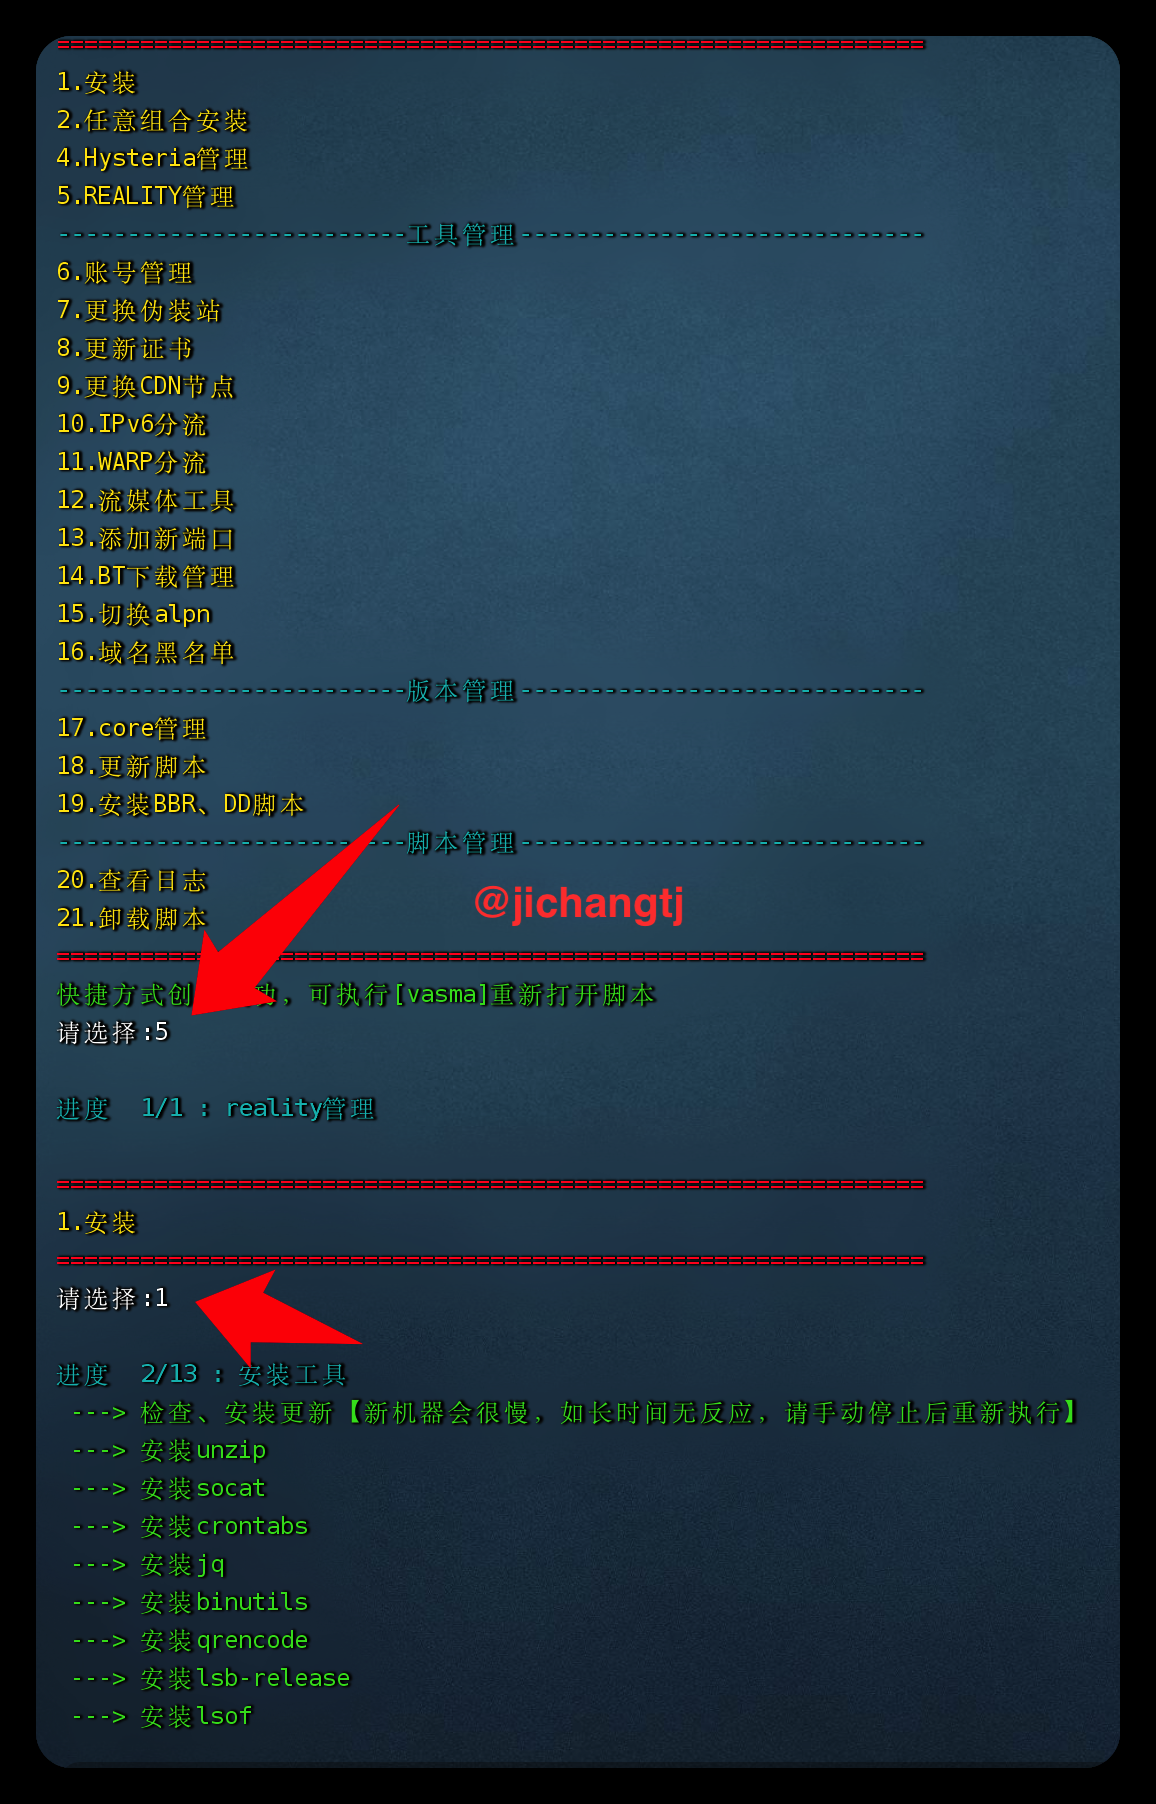 ==============================================================
1.安装
2.任意组合安装
4.Hysteria管理
5.REALITY管理
-------------------------工具管理-----------------------------
6.账号管理
7.更换伪装站
8.更新证书
9.更换CDN节点
10.IPv6分流
11.WARP分流
12.流媒体工具
13.添加新端口
14.BT下载管理
15.切换alpn
16.域名黑名单
-------------------------版本管理-----------------------------
17.core管理
18.更新脚本
19.安装BBR、DD脚本
-------------------------脚本管理-----------------------------
20.查看日志
@jichangtj
21.卸载脚本
==============================================================
快捷方式创 功，可执行[vasma]重新打开脚本
请选择:5
进度 1/1 : reality管理
==============================================================
1.安装
==============================================================
请选择:1
进度 2/13 : 安装工具
---> 检查、安装更新【新机器会很慢，如长时间无反应，请手动停止后重新执行】
---> 安装unzip
---> 安装socat
---> 安装crontabs
---> 安装jq
---> 安装binutils
---> 安装qrencode
---> 安装lsb-release
---> 安装lsof